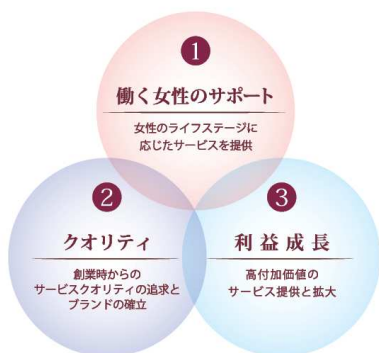 1
働く女性のサポート
女性のライフステージに
応じたサービスを提供
2
クオリティ
創業時からの
サービスクオリティの追求と
ブランドの確立
3
利益成長
高付加価値の
サービス提供と拡大